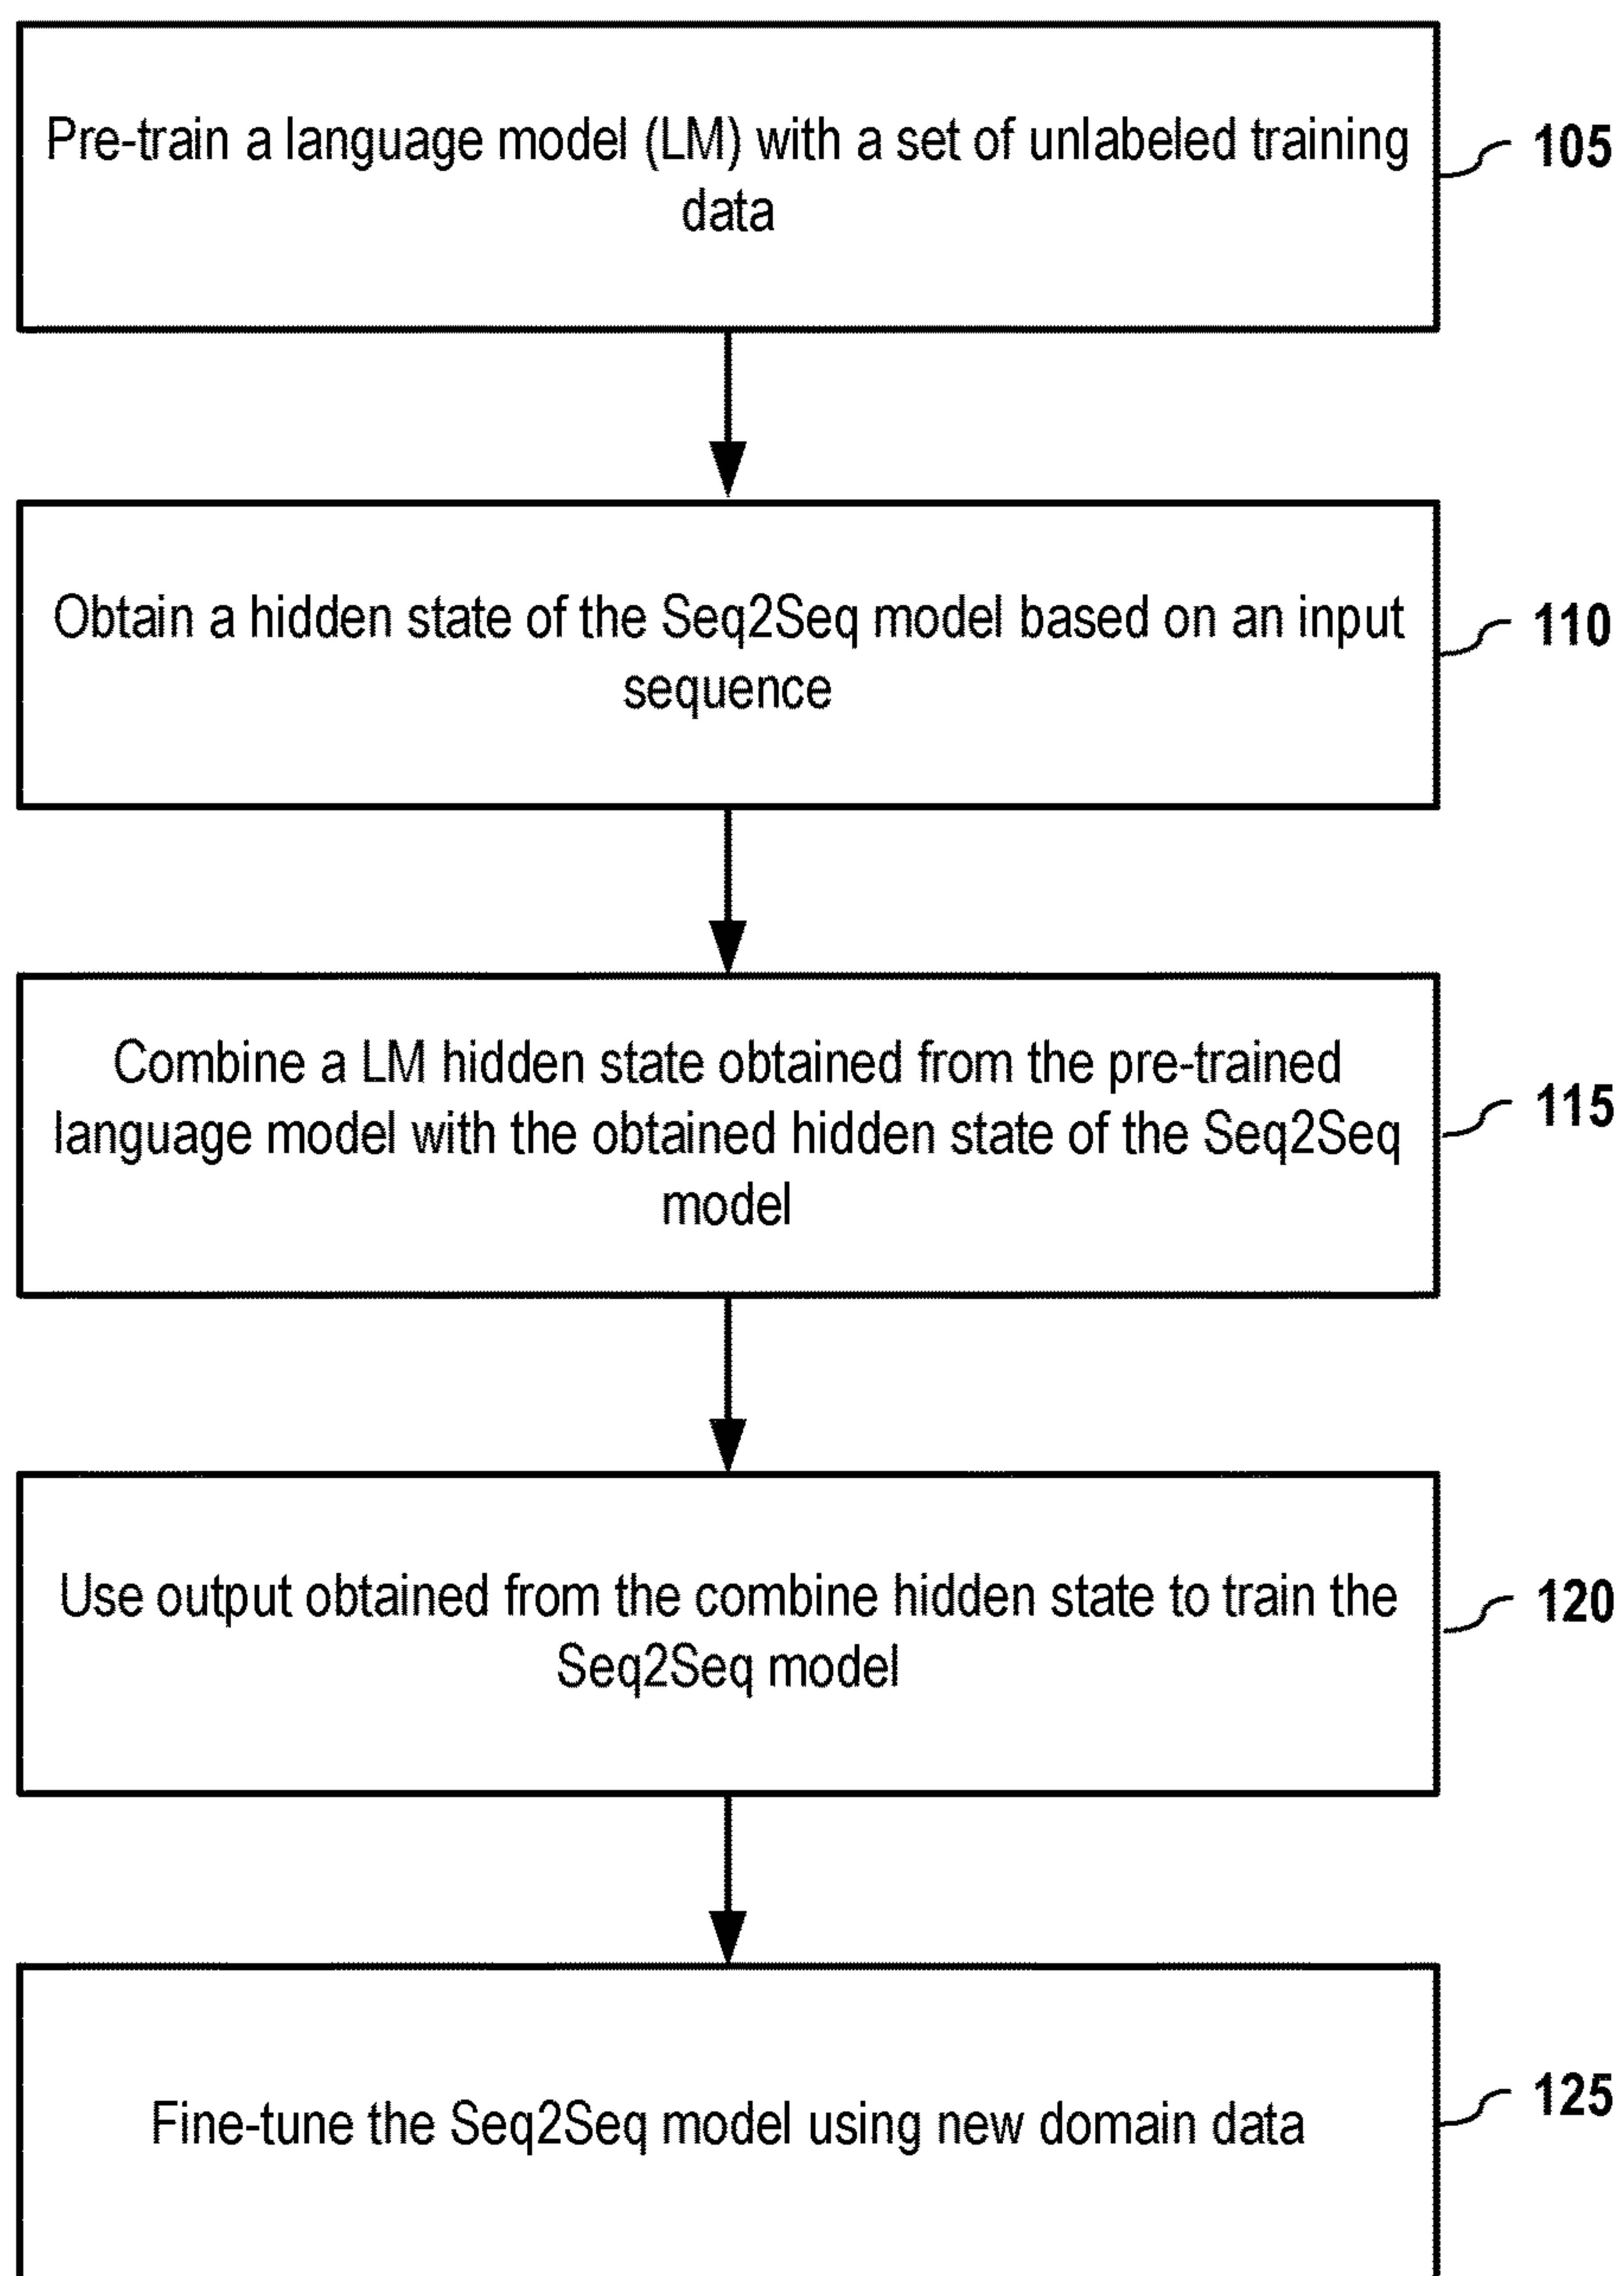 Pre-train a language model (LM) with a set of unlabeled training
data
105
Obtain a hidden state of the Seq2Seq model based on an input
sequence
110
Combine a LM hidden state obtained from the pre-trained
language model with the obtained hidden state of the Seq2Seq
model
115
Use output obtained from the combine hidden state to train the
Seq2Seq model
120
Fine-tune the Seq2Seq model using new domain data
125